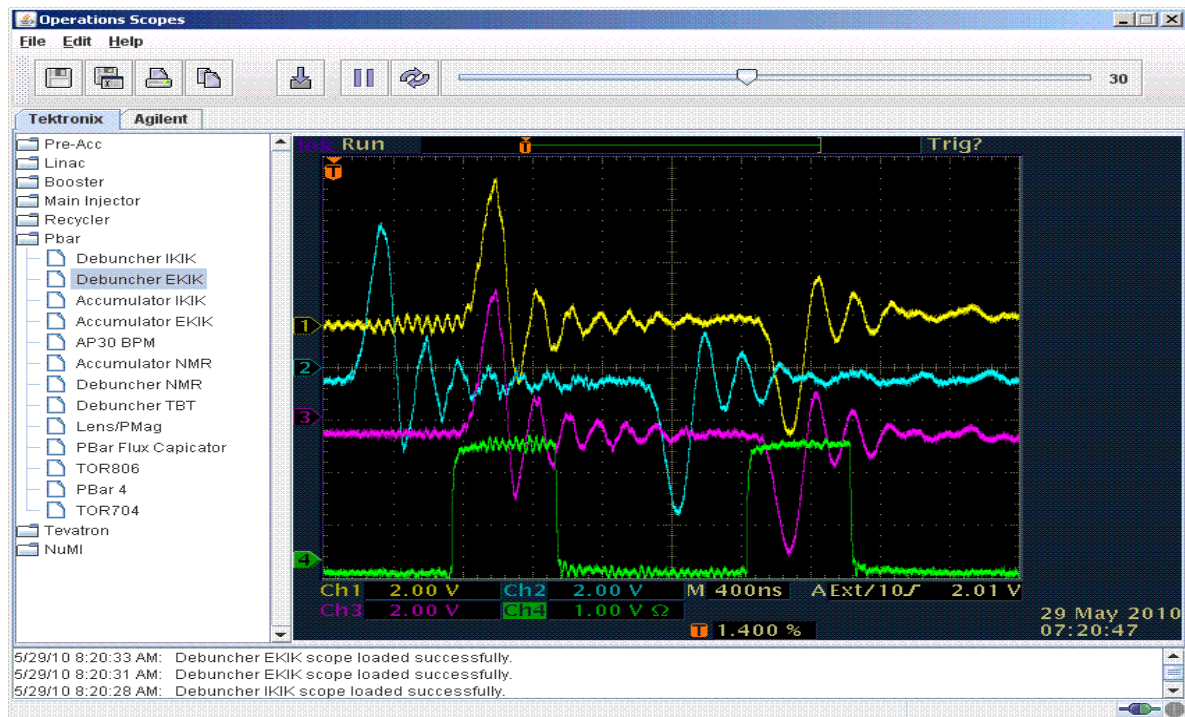 Operations Scopes
File Edit Help
30
Tektronix Agilent
Pre-Acc
Linac
Booster
Main Injector
Recycler
Pbar
Debuncher IKIK
Debuncher EKIK
Accumulator IKIK
Accumulator EKIK
AP30 BPM
Accumulator NMR
Debuncher NMR
Debuncher TBT
Lens/PMag
PBar Flux Capicator
TOR806
PBar 4
TOR704
Tevatron
NuMI
Tek Run Trig?
T
T
1
2
3
4
Ch1 2.00 V Ch2 2.00 V M 400ns A Ext/10 2.01 V
Ch3 2.00 V Ch4 1.00 V Ω
T 1.400 %
29 May 2010
07:20:47
5/29/10 8:20:33 AM: Debuncher EKIK scope loaded successfully.
5/29/10 8:20:31 AM: Debuncher EKIK scope loaded successfully.
5/29/10 8:20:28 AM: Debuncher IKIK scope loaded successfully.